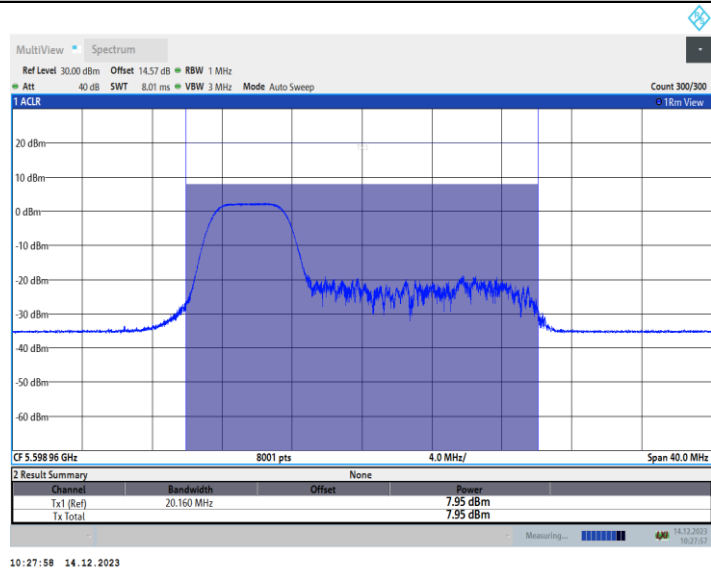 MultiView Spectrum
Ref Level 30.00 dBm Offset 14.57 dB RBW 1 MHz
Att 40 dB SWT 8.01 ms VBW 3 MHz Mode Auto Sweep Count 300/300
1 ACLR 1Rm View
20 dBm
10 dBm
0 dBm
-10 dBm
-20 dBm
-30 dBm
-40 dBm
-50 dBm
-60 dBm
CF 5.598 96 GHz 8001 pts 4.0 MHz/ Span 40.0 MHz
2 Result Summary None
Channel Bandwidth Offset Power
Tx1 (Ref) 20.160 MHz 7.95 dBm
Tx Total 7.95 dBm
Measuring... 14.12.2023
10:27:57
10:27:58 14.12.2023